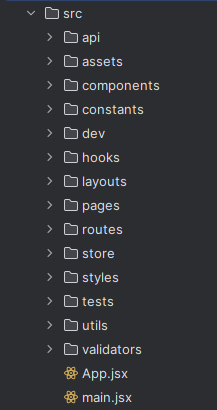 src
api
assets
components
constants
dev
hooks
layouts
pages
routes
store
styles
tests
utils
validators
App.jsx
main.jsx